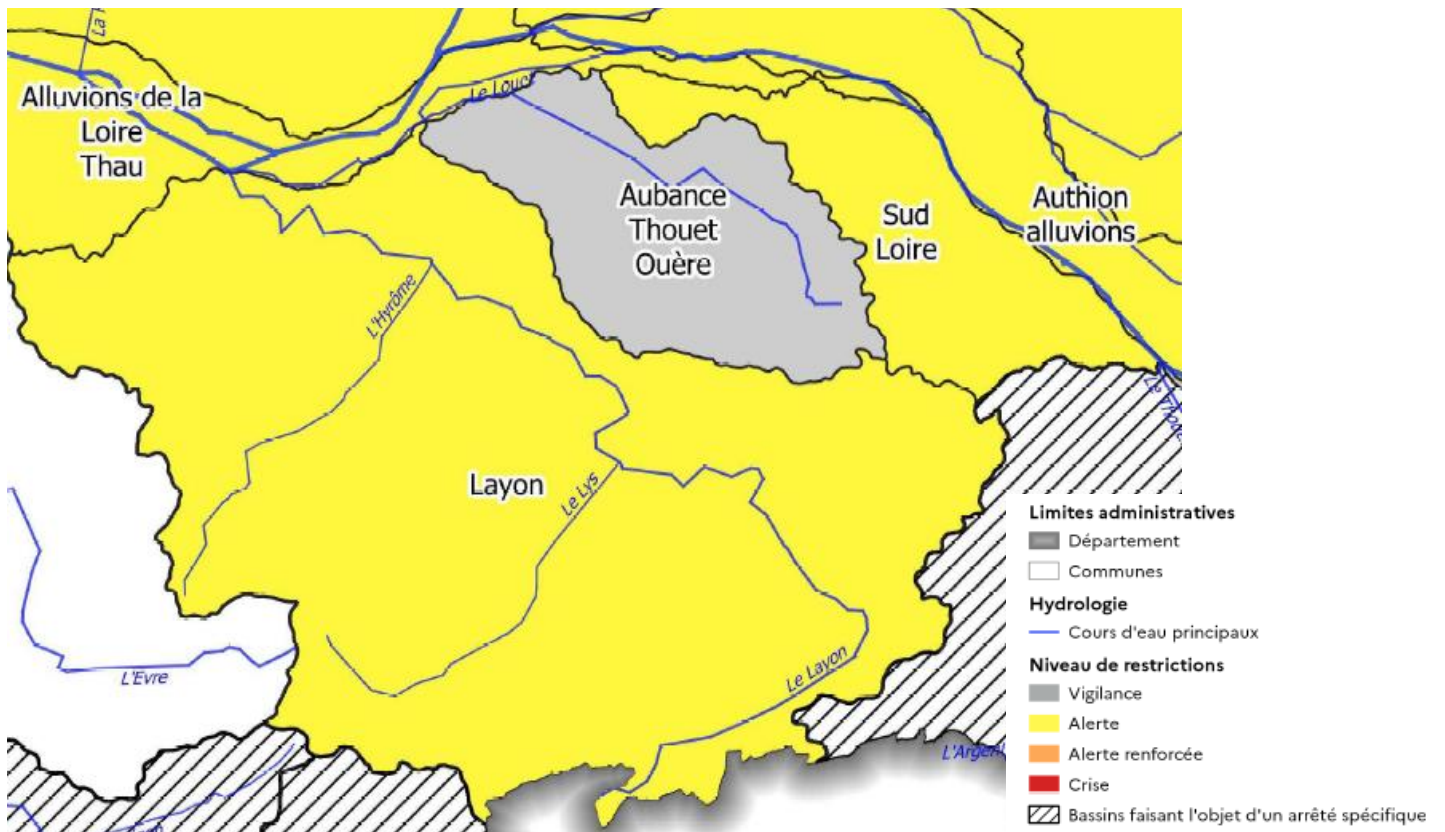 Alluvions de la
Loire
Thau
Le Louet
Aubance
Thouet
Ouère
Sud
Loire
Authion
alluvions
L'Hyrôme
Layon
Le Lys
L'Evre
Le Layon
Limites administratives
Département
Communes
Hydrologie
Cours d'eau principaux
Niveau de restrictions
Vigilance
Alerte
Alerte renforcée
Crise
Bassins faisant l'objet d'un arrêté spécifique